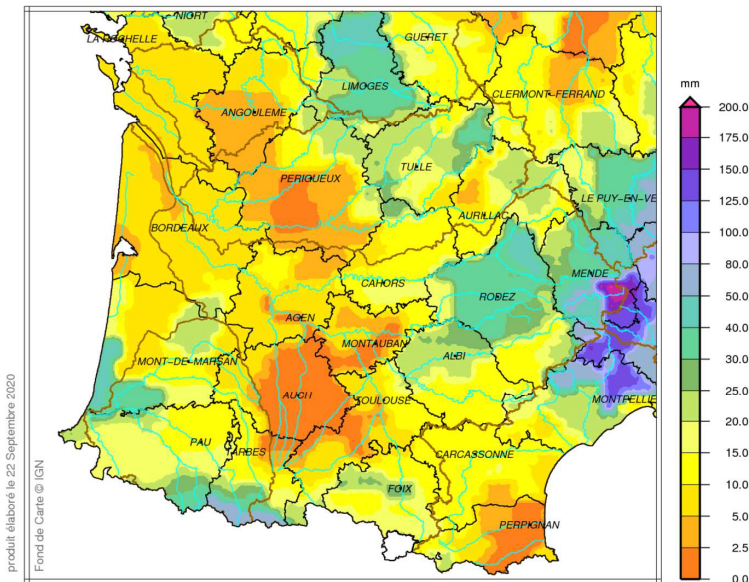 NIORT
LA ROCHELLE
GUERET
LIMOGES
CLERMONT-FERRAND
ANGOULEME
TULLE
PERIGUEUX
LE PUY-EN-VE
AURILLAC
BORDEAUX
CAHORS
MENDE
RODEZ
AGEN
MONTAUBAN
ALBI
MONT-DE-MARSAN
AUCH
TOULOUSE
MONTPELLIE
PAU
TARBES
CARCASSONNE
FOIX
PERPIGNAN
mm
200.0
175.0
150.0
125.0
100.0
75.0
50.0
40.0
30.0
25.0
20.0
15.0
10.0
5.0
2.5
0.0
produit élaboré le 22 Septembre 2020
Fond de Carte © IGN